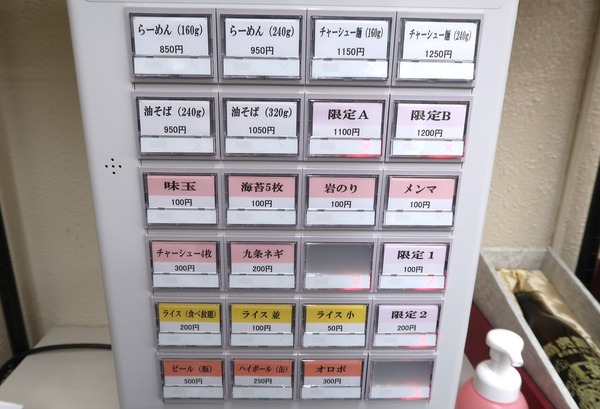 らーめん（160g） らーめん（240g） チャーシュー麺（160g） チャーシュー麺（240g）
850円 950円 1150円 1250円
油そば（240g） 油そば（320g） 限定A 限定B
950円 1050円 1100円 1200円
味玉 海苔5枚 岩のり メンマ
100円 100円 100円 100円
チャーシュー4枚 九条ネギ 限定1
300円 200円 100円
ライス（食べ放題） ライス 並 ライス 小 限定2
200円 100円 50円 200円
ビール（瓶） ハイボール（缶） オロポ
500円 250円 300円